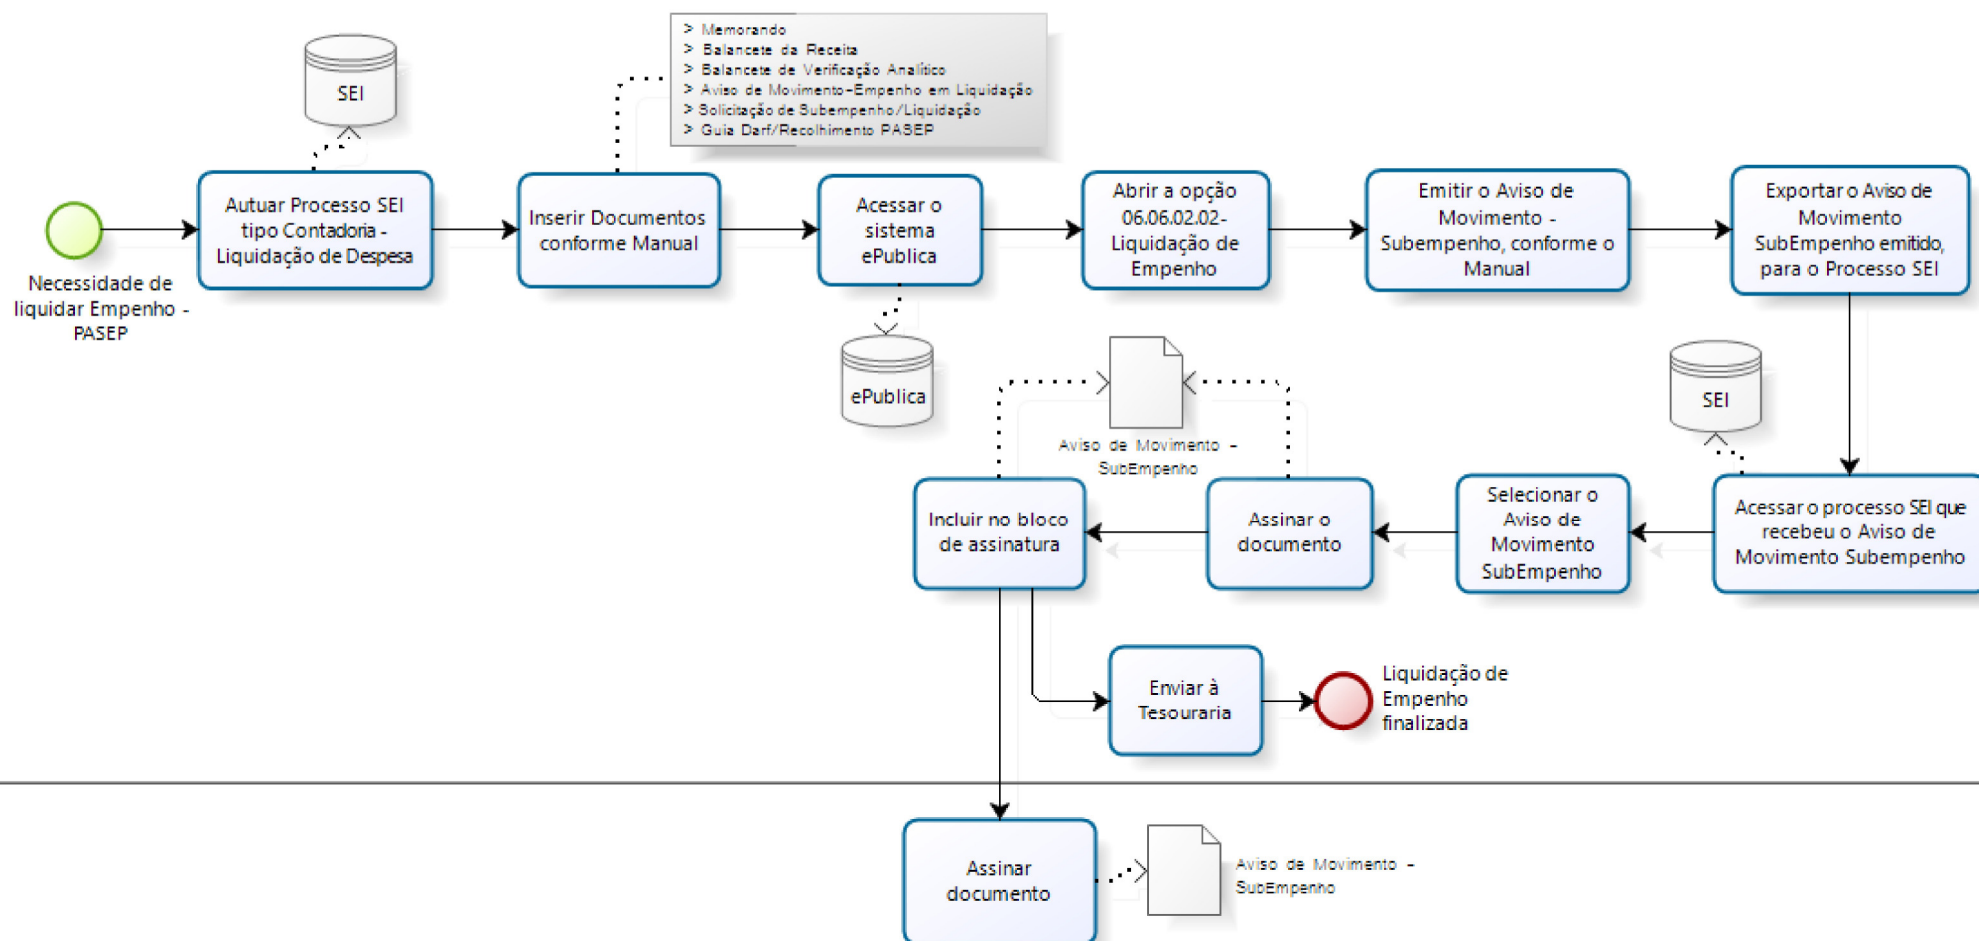 > Memorando
> Balancete da Receita
> Balancete de Verificação Analítico
> Aviso de Movimento-Empenho em Liquidação
> Solicitação de Subempenho/Liquidação
> Guia Darf/Recolhimento PASEP
SEI
Necessidade de
liquidar Empenho -
PASEP
Autuar Processo SEI
tipo Contadoria -
Liquidação de Despesa
Inserir Documentos
conforme Manual
Acessar o
sistema
ePublica
ePublica
Abrir a opção
06.06.02.02-
Liquidação de
Empenho
Emitir o Aviso de
Movimento -
Subempenho, conforme o
Manual
Exportar o Aviso de
Movimento
SubEmpenho emitido,
para o Processo SEI
SEI
Acessar o processo SEI que
recebeu o Aviso de
Movimento Subempenho
Selecionar o
Aviso de
Movimento
SubEmpenho
Assinar o
documento
Aviso de Movimento -
SubEmpenho
Incluir no bloco
de assinatura
Enviar à
Tesouraria
Liquidação de
Empenho
finalizada
Assinar
documento
Aviso de Movimento -
SubEmpenho